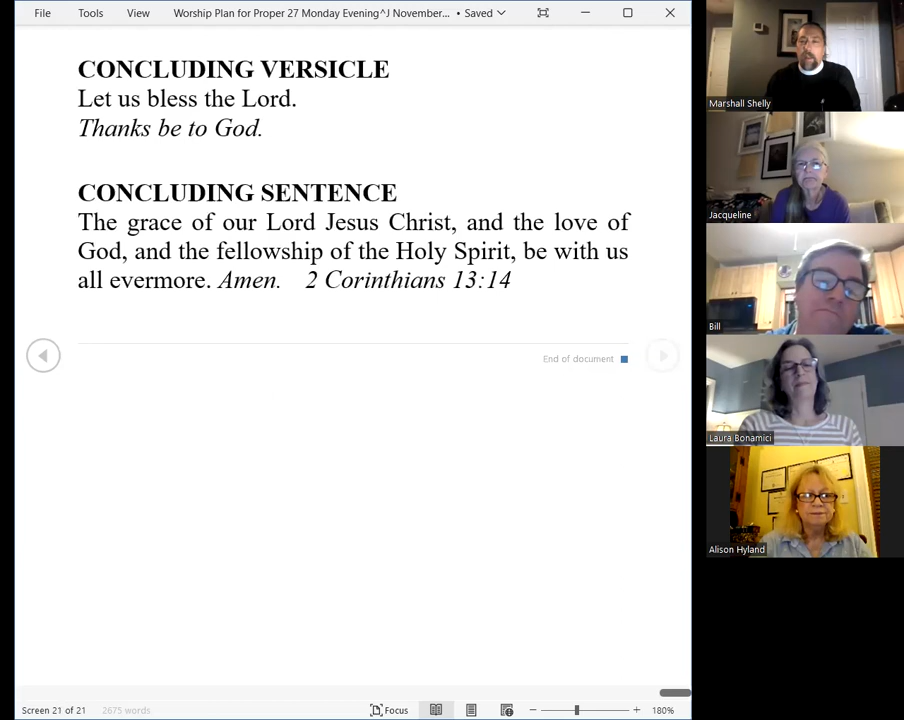 File Tools View Worship Plan for Proper 27 Monday Evening^J November... • Saved
CONCLUDING VERSICLE
Let us bless the Lord.
Thanks be to God.
CONCLUDING SENTENCE
The grace of our Lord Jesus Christ, and the love of
God, and the fellowship of the Holy Spirit, be with us
all evermore. Amen. 2 Corinthians 13:14
End of document
Screen 21 of 21 2675 words Focus 180%
Marshall Shelly
Jacqueline
Bill
Laura Bonamici
Alison Hyland